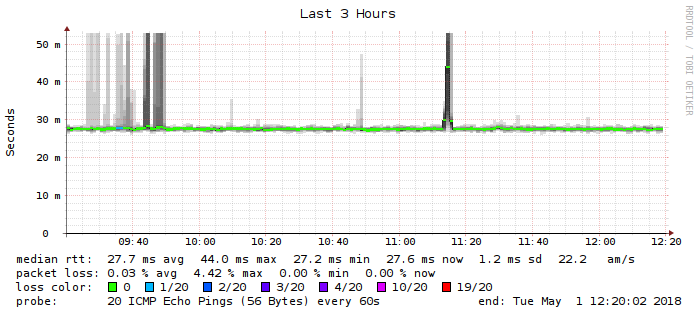 Last 3 Hours
RRDTOOL / TOBI OETIKER
Seconds
50 m
40 m
30 m
20 m
10 m
0
09:40 10:00 10:20 10:40 11:00 11:20 11:40 12:00 12:20
median rtt: 27.7 ms avg 44.0 ms max 27.2 ms min 27.6 ms now 1.2 ms sd 22.2 am/s
packet loss: 0.03 % avg 4.42 % max 0.00 % min 0.00 % now
loss color: 0 1/20 2/20 3/20 4/20 10/20 19/20
probe: 20 ICMP Echo Pings (56 Bytes) every 60s end: Tue May 1 12:20:02 2018